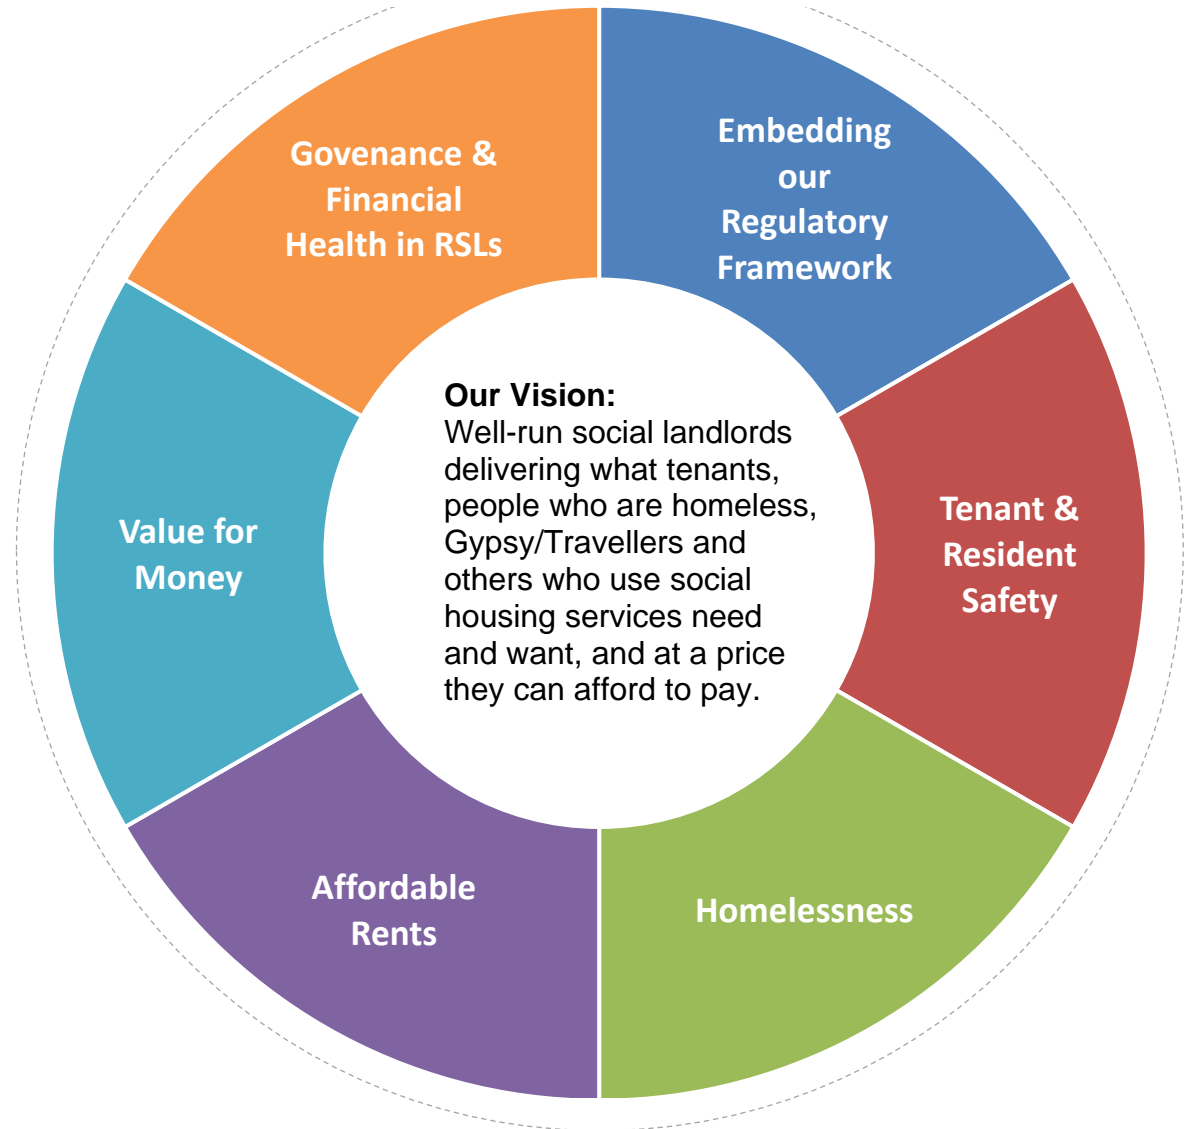 Govenance &
Financial
Health in RSLs
Embedding
our
Regulatory
Framework
Our Vision:
Well-run social landlords
delivering what tenants,
people who are homeless,
Gypsy/Travellers and
others who use social
housing services need
and want, and at a price
they can afford to pay.
Value for
Money
Tenant &
Resident
Safety
Affordable
Rents
Homelessness